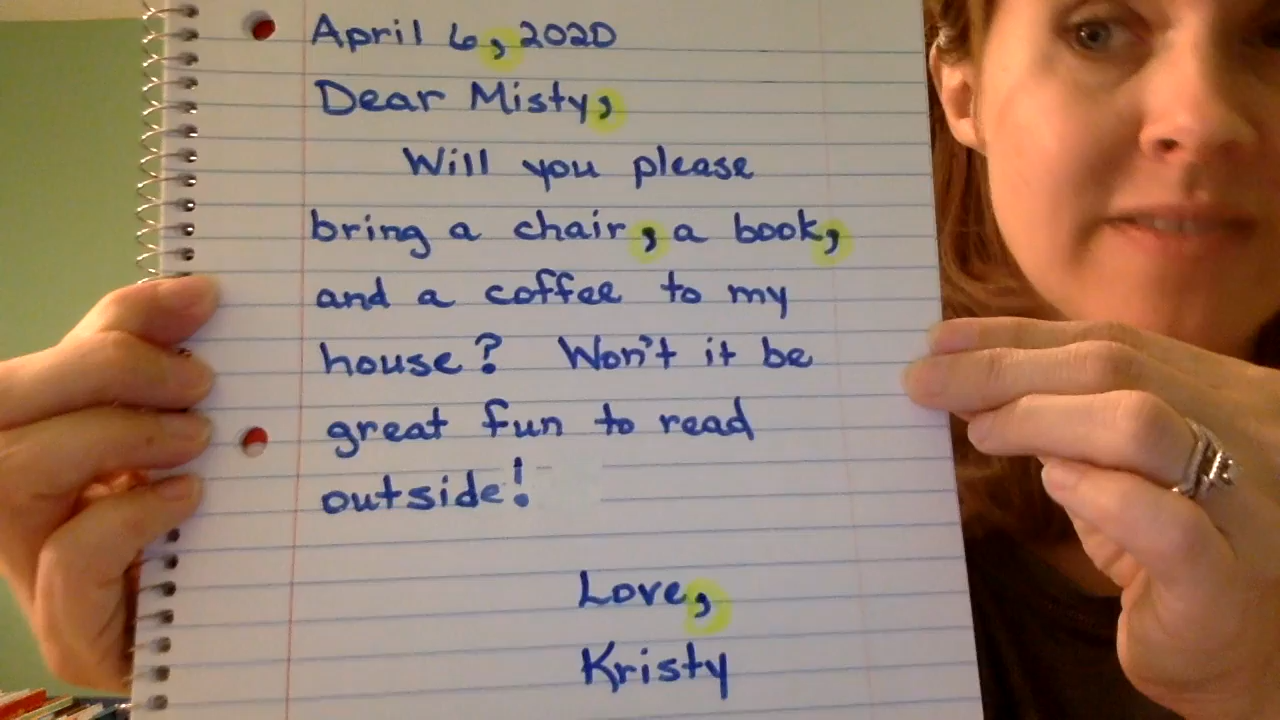 April 6, 2020
Dear Misty,
Will you please
bring a chair, a book,
and a coffee to my
house? Won't it be
great fun to read
outside!
Love,
Kristy